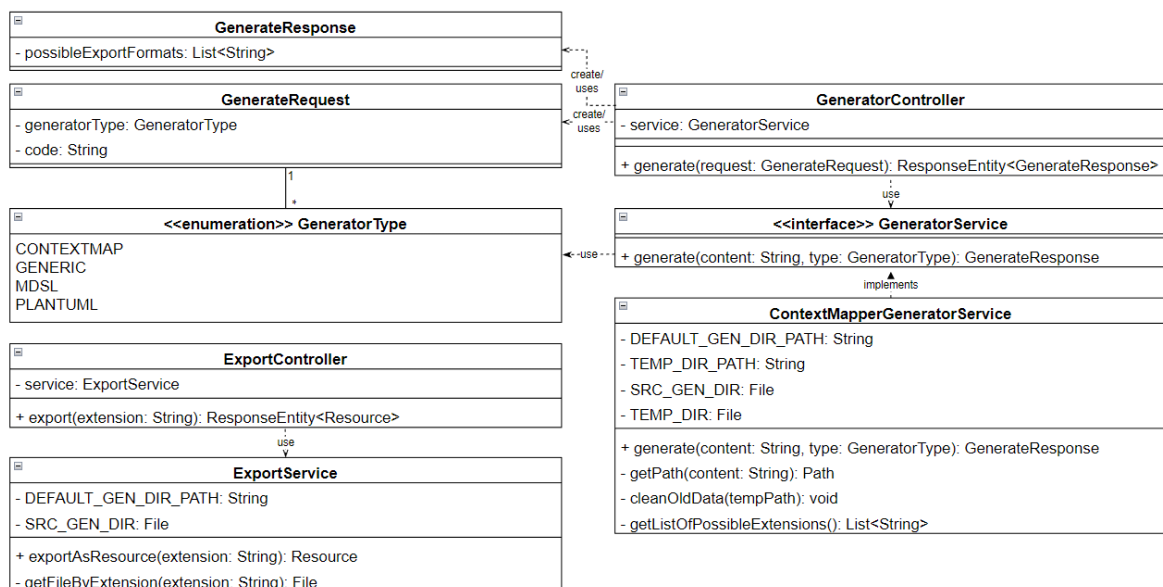 GenerateResponse
- possibleExportFormats: List<String>
create/
uses
GenerateRequest
- generatorType: GeneratorType
- code: String
create/
uses
1
*
<<enumeration>> GeneratorType
CONTEXTMAP
GENERIC
MDSL
PLANTUML
GeneratorController
- service: GeneratorService
+ generate(request: GenerateRequest): ResponseEntity<GenerateResponse>
use
<<interface>> GeneratorService
+ generate(content: String, type: GeneratorType): GenerateResponse
use
implements
ContextMapperGeneratorService
- DEFAULT_GEN_DIR_PATH: String
- TEMP_DIR_PATH: String
- SRC_GEN_DIR: File
- TEMP_DIR: File
+ generate(content: String, type: GeneratorType): GenerateResponse
- getPath(content: String): Path
- cleanOldData(tempPath): void
- getListOfPossibleExtensions(): List<String>
ExportController
- service: ExportService
+ export(extension: String): ResponseEntity<Resource>
use
ExportService
- DEFAULT_GEN_DIR_PATH: String
- SRC_GEN_DIR: File
+ exportAsResource(extension: String): Resource
- getFileByExtension(extension: String): File